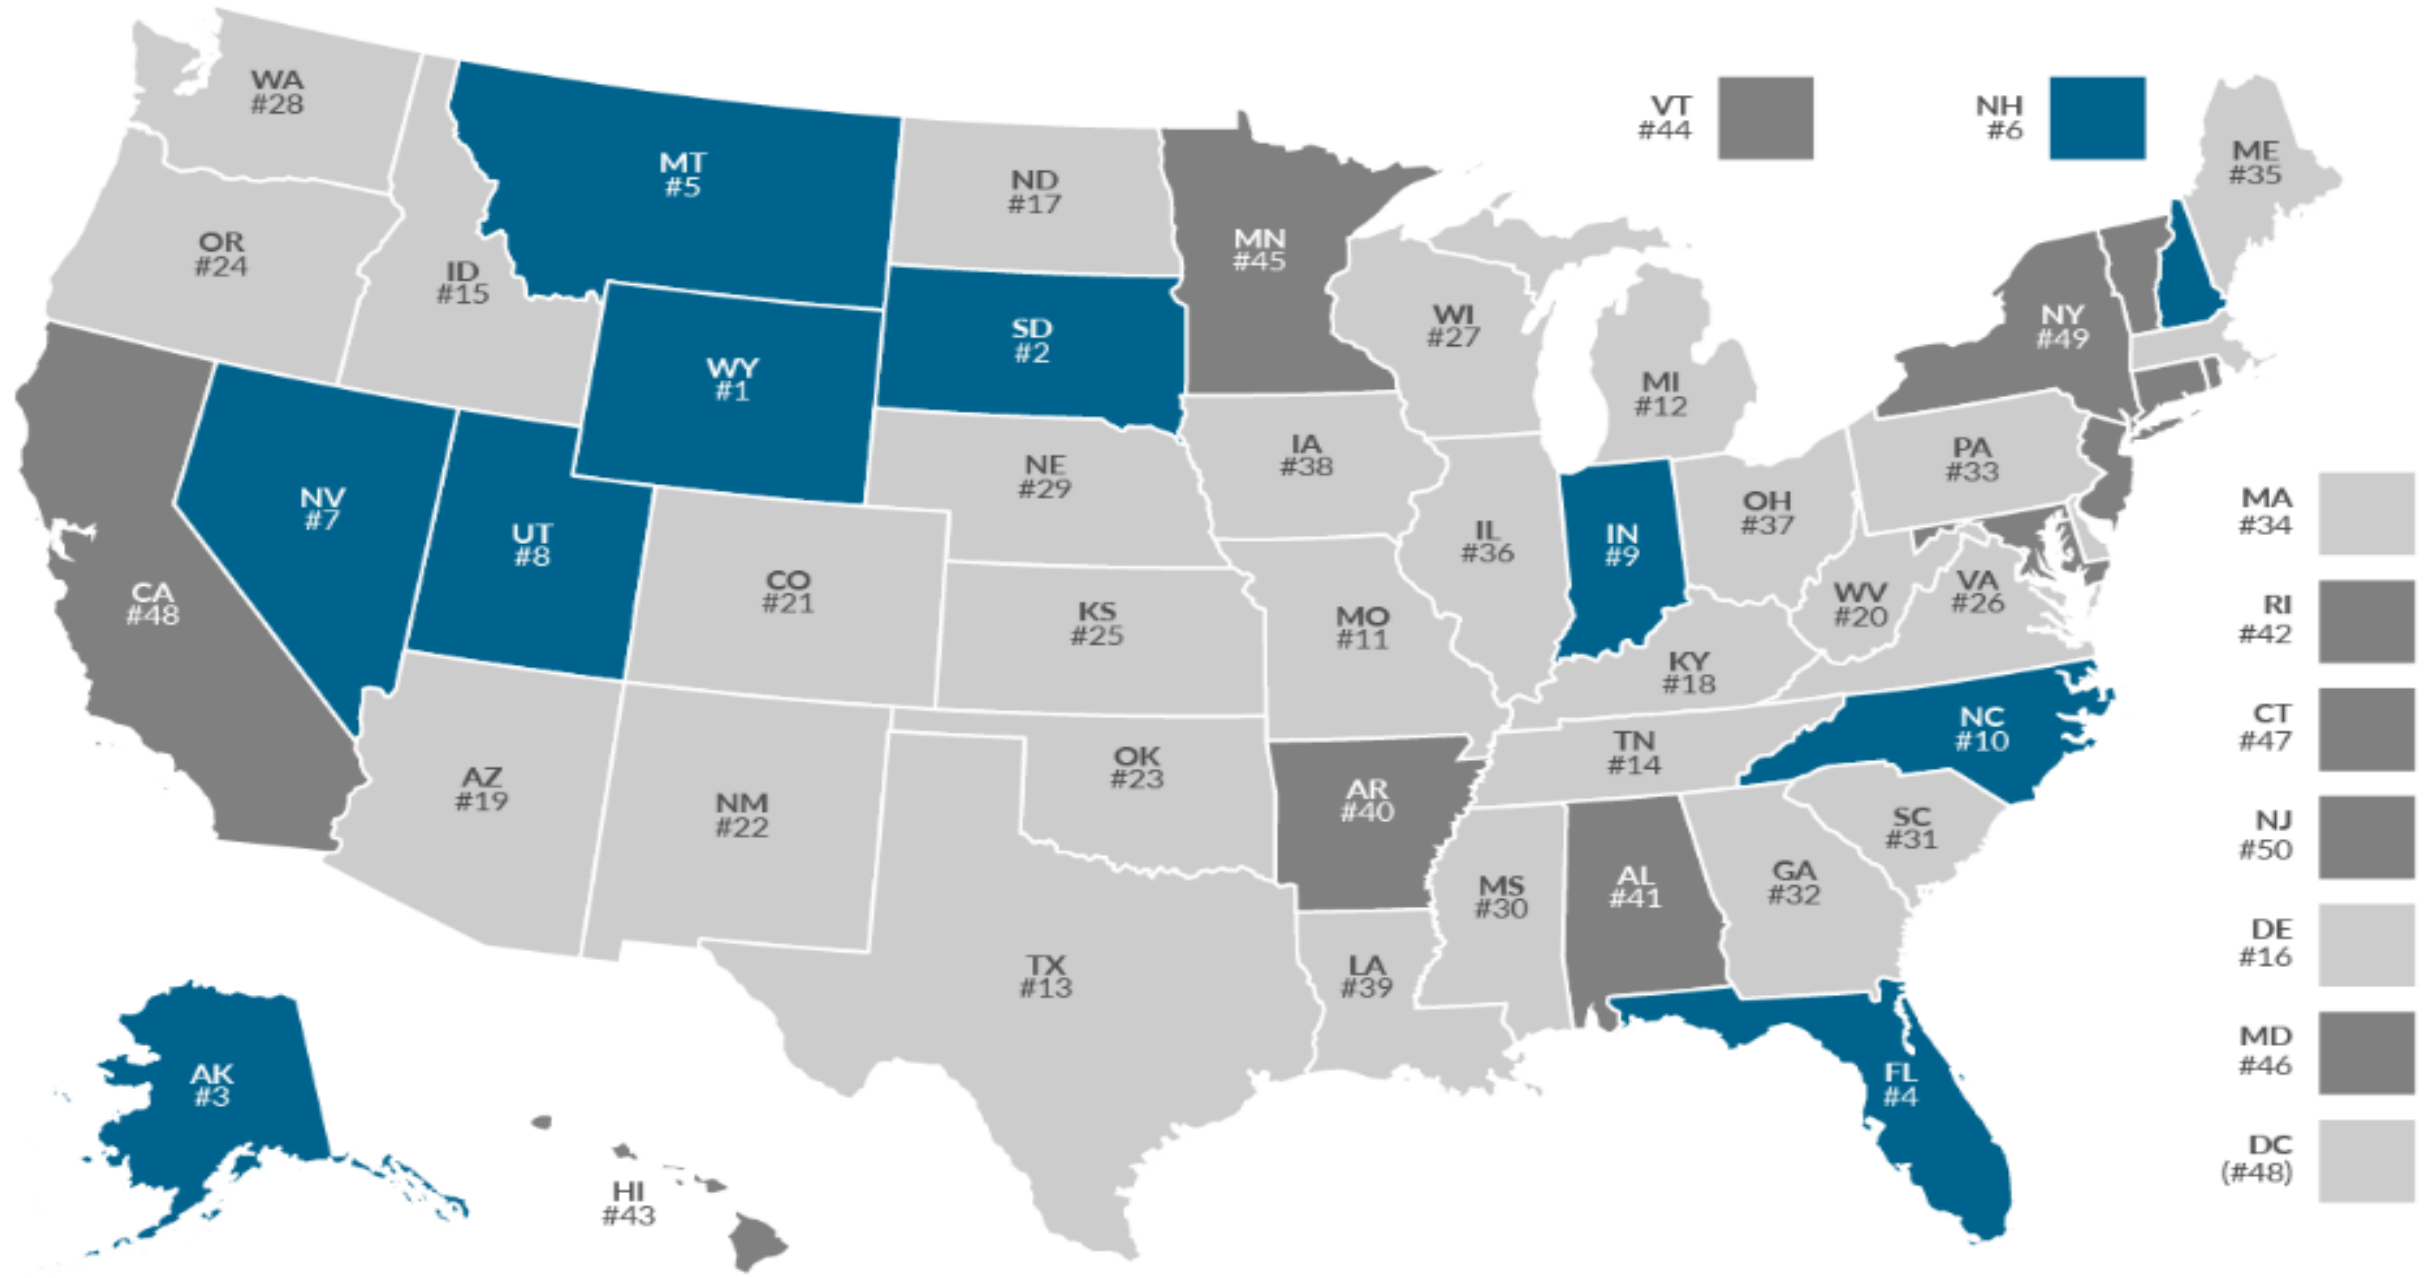 WA
#28
MT
#5
ND
#17
VT
#44
NH
#6
ME
#35
OR
#24
ID
#15
MN
#45
WI
#27
NY
#49
WY
#1
SD
#2
MI
#12
NV
#7
UT
#8
NE
#29
IA
#38
PA
#33
CA
#48
CO
#21
KS
#25
MO
#11
IL
#36
IN
#9
OH
#37
WV
#20
VA
#26
KY
#18
MA
#34
RI
#42
AZ
#19
NM
#22
OK
#23
AR
#40
TN
#14
NC
#10
SC
#31
CT
#47
NJ
#50
TX
#13
LA
#39
MS
#30
AL
#41
GA
#32
DE
#16
AK
#3
HI
#43
FL
#4
MD
#46
DC
(#48)